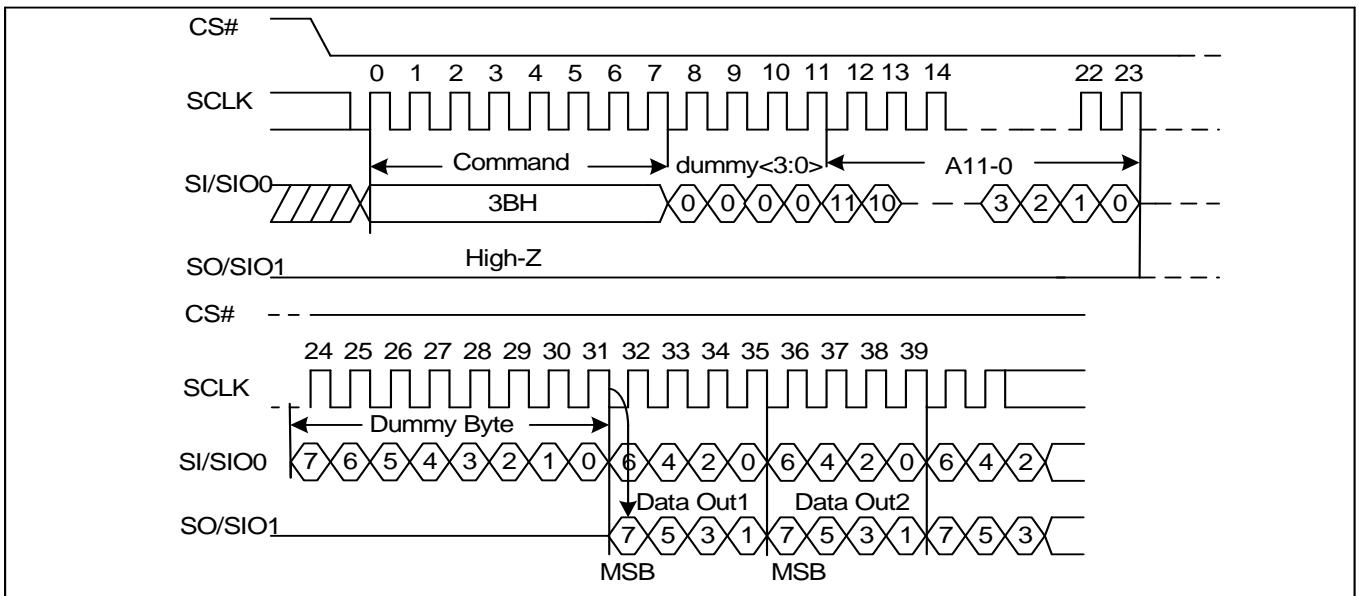 CS#
0 1 2 3 4 5 6 7 8 9 10 11 12 13 14 22 23
SCLK
Command dummy<3:0> A11-0
SI/SIO0
3BH 0 0 0 0 11 10 3 2 1 0
High-Z
SO/SIO1
CS#
24 25 26 27 28 29 30 31 32 33 34 35 36 37 38 39
SCLK
Dummy Byte
SI/SIO0 7 6 5 4 3 2 1 0 6 4 2 0 6 4 2 0 6 4 2
Data Out1 Data Out2
SO/SIO1 7 5 3 1 7 5 3 1 7 5 3
MSB MSB